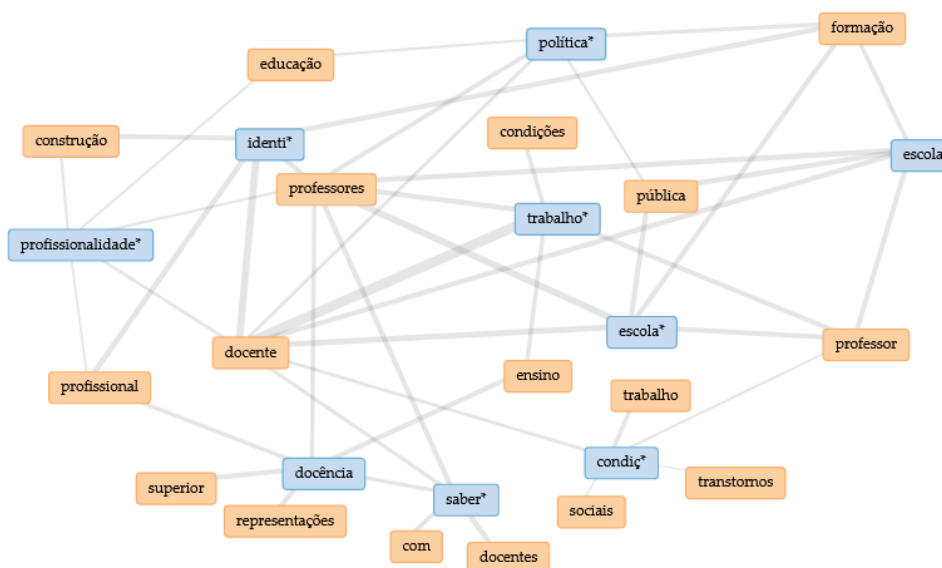 formação
política*
educação
condições
construção
identi*
escola
professores
pública
trabalho*
profissionalidade*
escola*
professor
docente
ensino
profissional
trabalho
condiç*
docência
transtornos
superior
saber*
sociais
representações
com
docentes